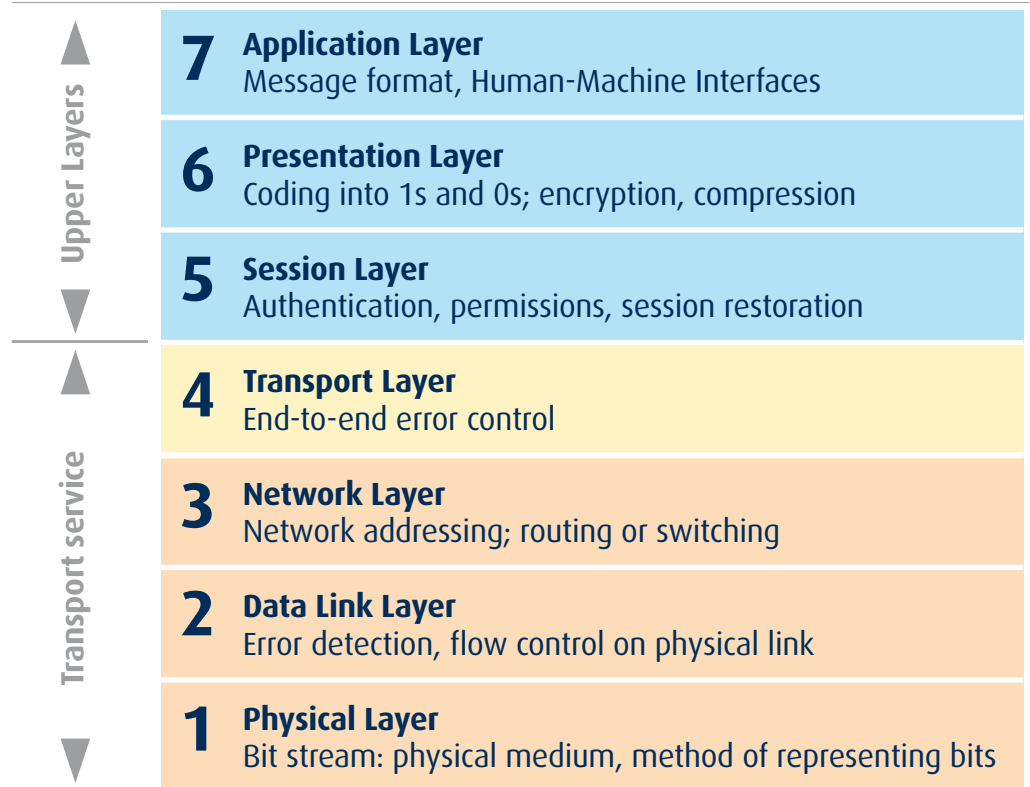 Upper Layers
7 Application Layer
Message format, Human-Machine Interfaces
6 Presentation Layer
Coding into 1s and 0s; encryption, compression
5 Session Layer
Authentication, permissions, session restoration
Transport service
4 Transport Layer
End-to-end error control
3 Network Layer
Network addressing; routing or switching
2 Data Link Layer
Error detection, flow control on physical link
1 Physical Layer
Bit stream: physical medium, method of representing bits